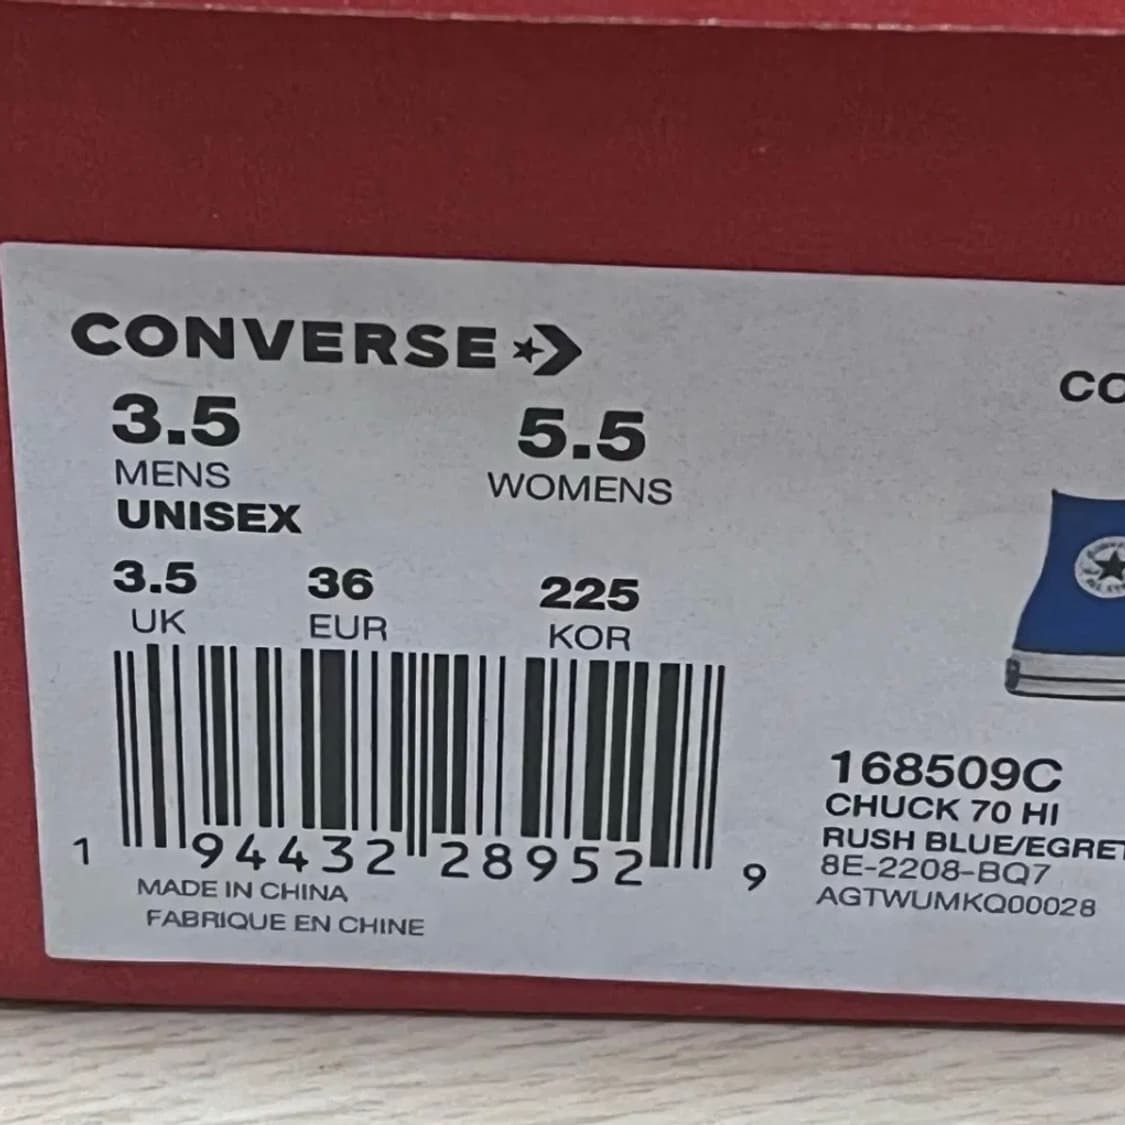 CONVERSE
3.5 5.5
MENS WOMENS
UNISEX
3.5 36 225
UK EUR KOR
1 94432 28952 9
MADE IN CHINA
FABRIQUE EN CHINE
CO
168509C
CHUCK 70 HI
RUSH BLUE/EGRET
8E-2208-BQ7
AGTWUMKQ00028